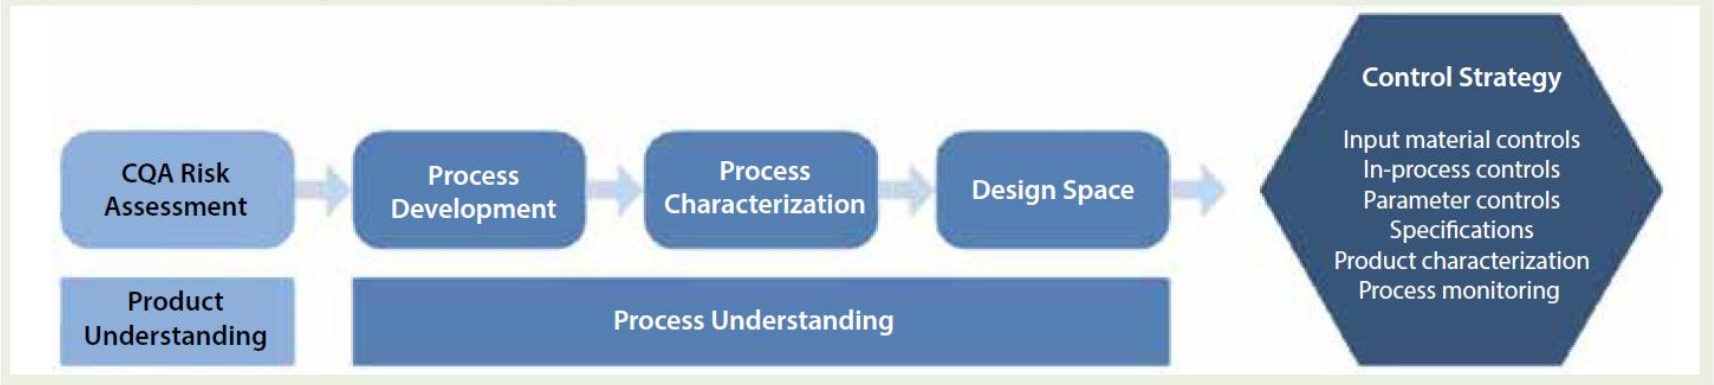 CQA Risk
Assessment
Process
Development
Process
Characterization
Design Space
Control Strategy
Input material controls
In-process controls
Parameter controls
Specifications
Product characterization
Process monitoring
Product
Understanding
Process Understanding